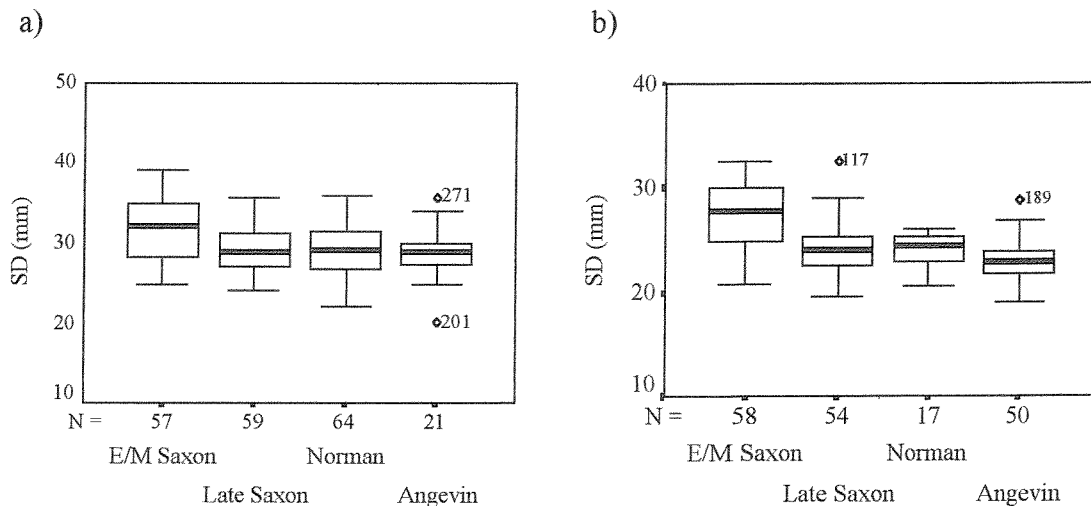 a)
50
40
30
20
10
SD (mm)
271
201
N = 57 59 64 21
E/M Saxon Norman
Late Saxon Angevin
b)
40
30
20
10
SD (mm)
117
189
N = 58 54 17 50
E/M Saxon Norman
Late Saxon Angevin